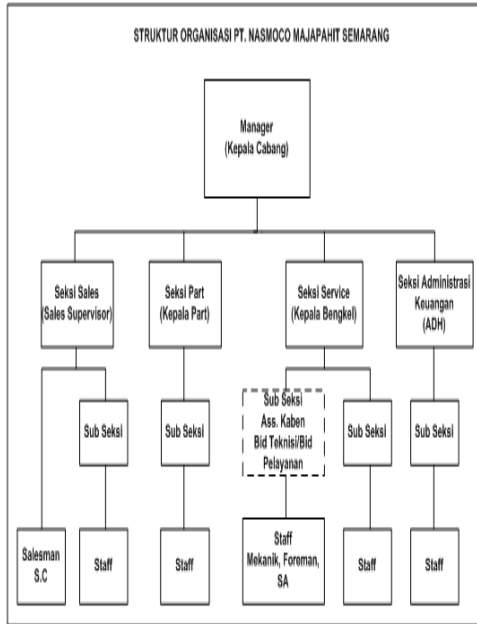 STRUKTUR ORGANISASI PT. NASMOCO MAJAPAHIT SEMARANG
Manager
(Kepala Cabang)
Seksi Sales
(Sales Supervisor)
Seksi Part
(Kepala Part)
Seksi Service
(Kepala Bengkel)
Seksi Administrasi
Keuangan
(ADH)
Sub Seksi
Sub Seksi
Sub Seksi
Ass. Kaben
Bid Teknisi/Bid
Pelayanan
Sub Seksi
Sub Seksi
Salesman
S.C
Staff
Staff
Staff
Mekanik, Foreman,
SA
Staff
Staff